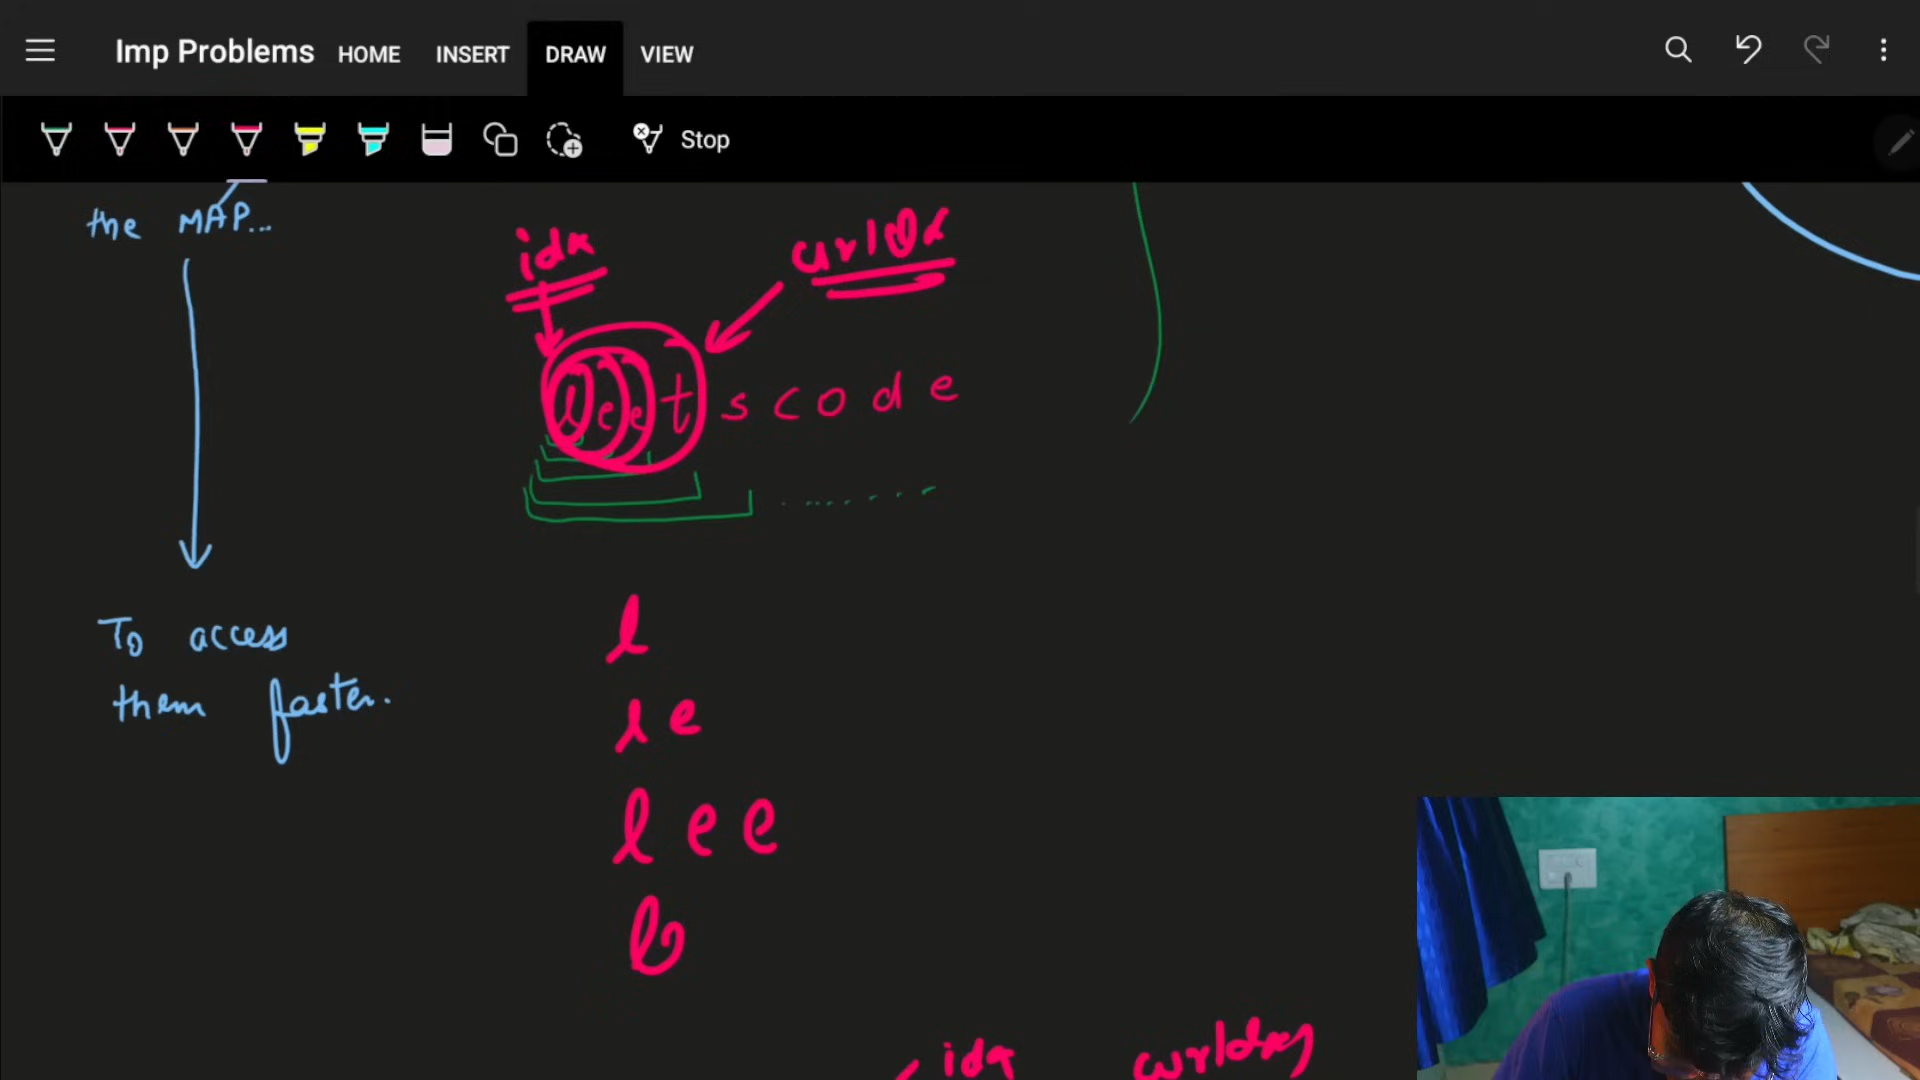 Imp Problems HOME INSERT DRAW VIEW
Stop
the MAP...
idx
currIdx
leetscode
To access
them faster.
l
le
lee
idx